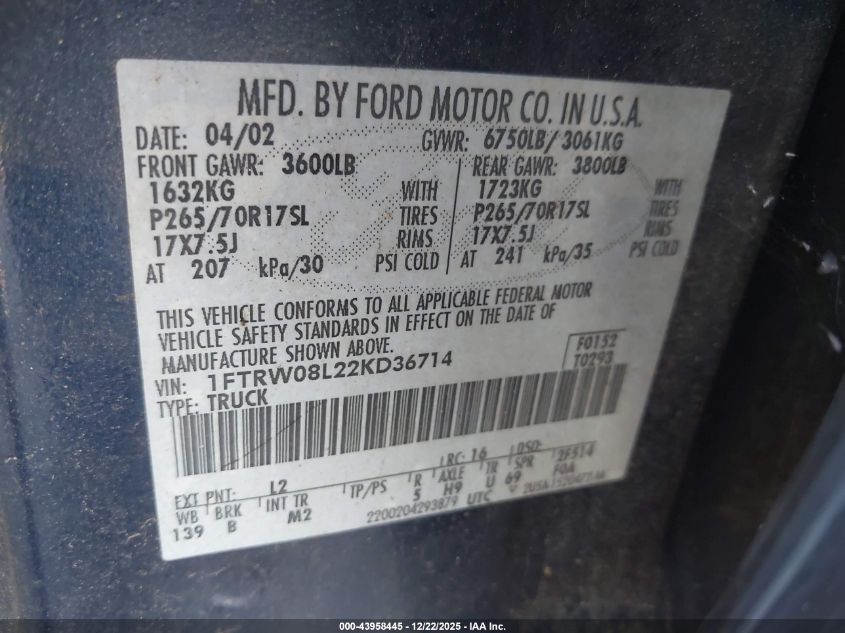 MFD. BY FORD MOTOR CO. IN U.S.A.
DATE: 04/02 GVWR: 6750LB/ 3061KG
FRONT GAWR: 3600LB REAR GAWR: 3800LB
1632KG WITH 1723KG WITH
P265/70R17SL TIRES P265/70R17SL TIRES
17X7.5J RIMS 17X7.5J RIMS
AT 207 kPa/30 PSI COLD AT 241 kPa/35 PSI COLD
THIS VEHICLE CONFORMS TO ALL APPLICABLE FEDERAL MOTOR
VEHICLE SAFETY STANDARDS IN EFFECT ON THE DATE OF
MANUFACTURE SHOWN ABOVE.
VIN: 1FTRW08L22KD36714 F0152
TYPE: TRUCK T0293
EXT PNT: L2 RC: 16 DSO: 2F514
WB BRK INT TR TP/PS R AXLE TR SPR FOA
139 B M2 5 H9 U 69
2200204293879 UTC
000-43958445 - 12/22/2025 - IAA Inc.